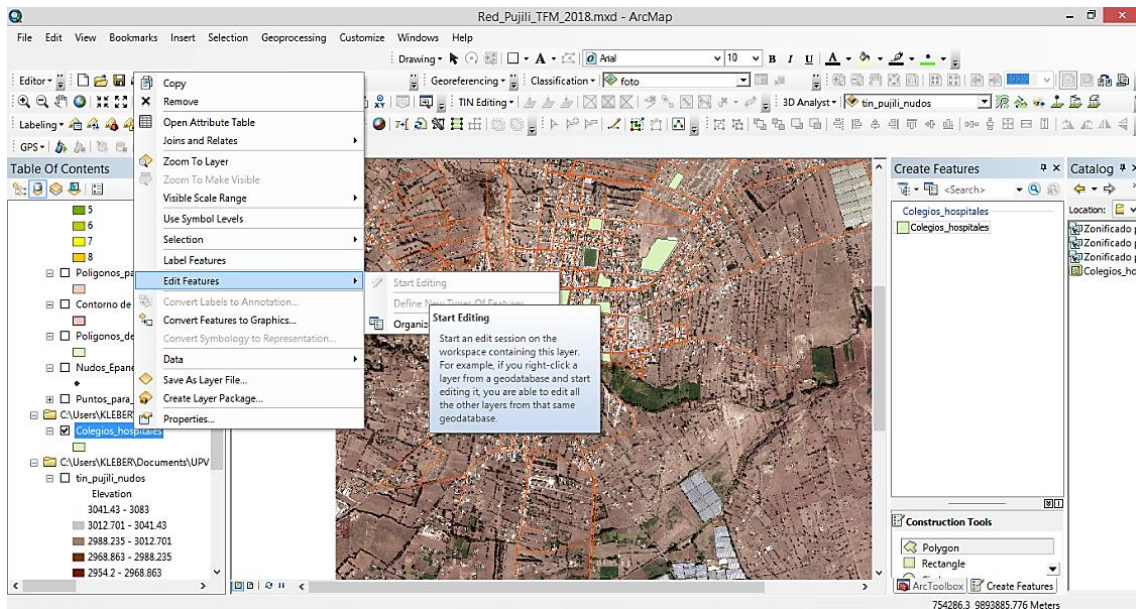 Red_Pujili_TFM_2018.mxd - ArcMap
File Edit View Bookmarks Insert Selection Geoprocessing Customize Windows Help
Drawing Arial 10 B I U A
Editor Georeferencing Classification foto
TIN Editing 3D Analyst tin_pujili_nudos
Labeling
GPS
Table Of Contents
5
6
7
8
Poligonos_pa
Contorno de
Poligonos_de
Nudos_Epane
Puntos_para_
C:\Users\KLEBER\
Colegios_hospitales
C:\Users\KLEBER\Documents\UPV
tin_pujili_nudos
Elevation
3041.43 - 3083
3012.701 - 3041.43
2988.235 - 3012.701
2968.863 - 2988.235
2954.2 - 2968.863
Copy
Remove
Open Attribute Table
Joins and Relates
Zoom To Layer
Zoom To Make Visible
Visible Scale Range
Use Symbol Levels
Selection
Label Features
Edit Features
Convert Labels to Annotation...
Convert Features to Graphics...
Convert Symbology to Representation...
Data
Save As Layer File...
Create Layer Package...
Properties...
Start Editing
Define New Types Of Features...
Organiz
Start Editing
Start an edit session on the
workspace containing this layer.
For example, if you right-click a
layer from a geodatabase and start
editing it, you are able to edit all
the other layers from that same
geodatabase.
Create Features
<Search>
Colegios_hospitales
Colegios_hospitales
Construction Tools
Polygon
Rectangle
ArcToolbox Create Features
Catalog
Location:
Zonificado p
Zonificado p
Zonificado p
Colegios_ho
754286.3 9893885.776 Meters